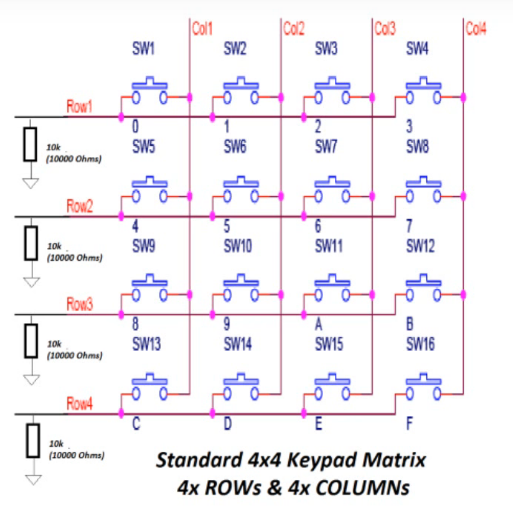 Col1 Col2 Col3 Col4
SW1 SW2 SW3 SW4
Row1
0 1 2 3
10k
(10000 Ohms)
SW5 SW6 SW7 SW8
Row2
4 5 6 7
10k
(10000 Ohms)
SW9 SW10 SW11 SW12
Row3
8 9 A B
10k
(10000 Ohms)
SW13 SW14 SW15 SW16
Row4
C D E F
10k
(10000 Ohms)
Standard 4x4 Keypad Matrix
4x ROWs & 4x COLUMNs